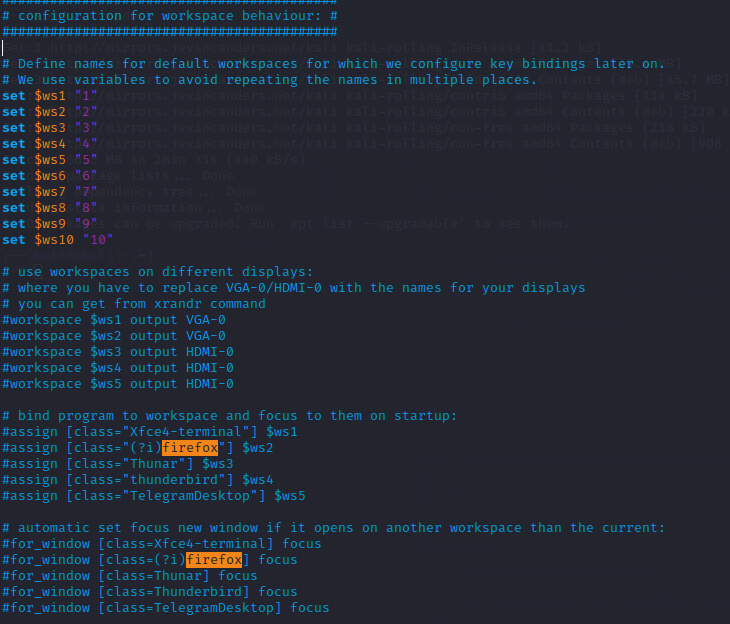 ##########################################
# configuration for workspace behaviour: #
##########################################
# Define names for default workspaces for which we configure key bindings later on.
# We use variables to avoid repeating the names in multiple places.
set $ws1 "1"
set $ws2 "2"
set $ws3 "3"
set $ws4 "4"
set $ws5 "5"
set $ws6 "6"
set $ws7 "7"
set $ws8 "8"
set $ws9 "9"
set $ws10 "10"
# use workspaces on different displays:
# where you have to replace VGA-0/HDMI-0 with the names for your displays
# you can get from xrandr command
#workspace $ws1 output VGA-0
#workspace $ws2 output VGA-0
#workspace $ws3 output HDMI-0
#workspace $ws4 output HDMI-0
#workspace $ws5 output HDMI-0
# bind program to workspace and focus to them on startup:
#assign [class="Xfce4-terminal"] $ws1
#assign [class="(?i)firefox"] $ws2
#assign [class="Thunar"] $ws3
#assign [class="thunderbird"] $ws4
#assign [class="TelegramDesktop"] $ws5
# automatic set focus new window if it opens on another workspace than the current:
#for_window [class=Xfce4-terminal] focus
#for_window [class=(?i)firefox] focus
#for_window [class=Thunar] focus
#for_window [class=Thunderbird] focus
#for_window [class=TelegramDesktop] focus